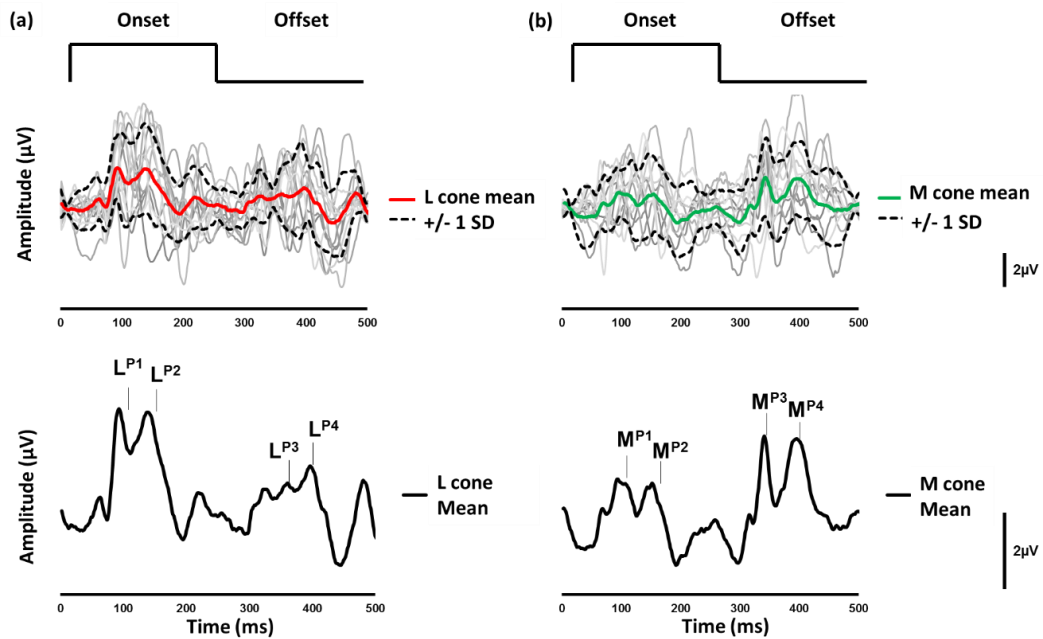 (a) Onset Offset
(b) Onset Offset
Amplitude (µV)
L cone mean
+/- 1 SD
M cone mean
+/- 1 SD
2µV
0 100 200 300 400 500
0 100 200 300 400 500
Amplitude (µV)
L^P1 L^P2 L^P3 L^P4
L cone
Mean
M^P1 M^P2 M^P3 M^P4
M cone
Mean
2µV
0 100 200 300 400 500
0 100 200 300 400 500
Time (ms)
Time (ms)